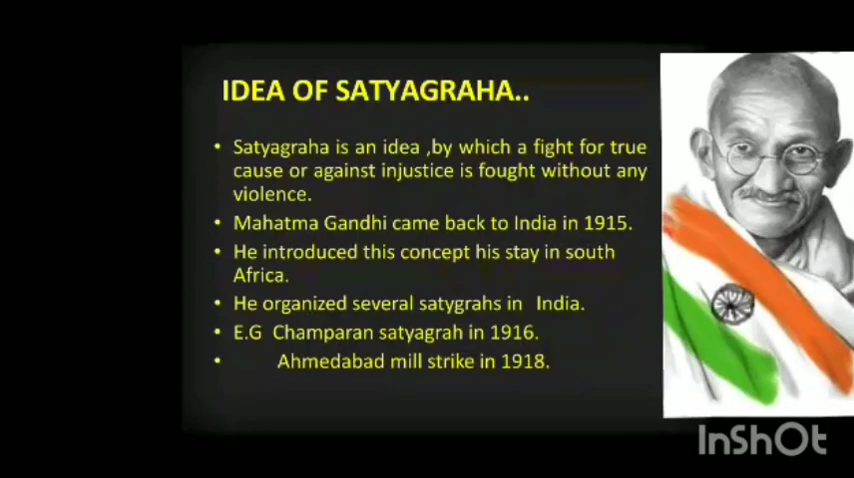 IDEA OF SATYAGRAHA..
• Satyagraha is an idea ,by which a fight for true
cause or against injustice is fought without any
violence.
• Mahatma Gandhi came back to India in 1915.
• He introduced this concept his stay in south
Africa.
• He organized several satygrahs in India.
• E.G Champaran satyagrah in 1916.
• Ahmedabad mill strike in 1918.
InShOt